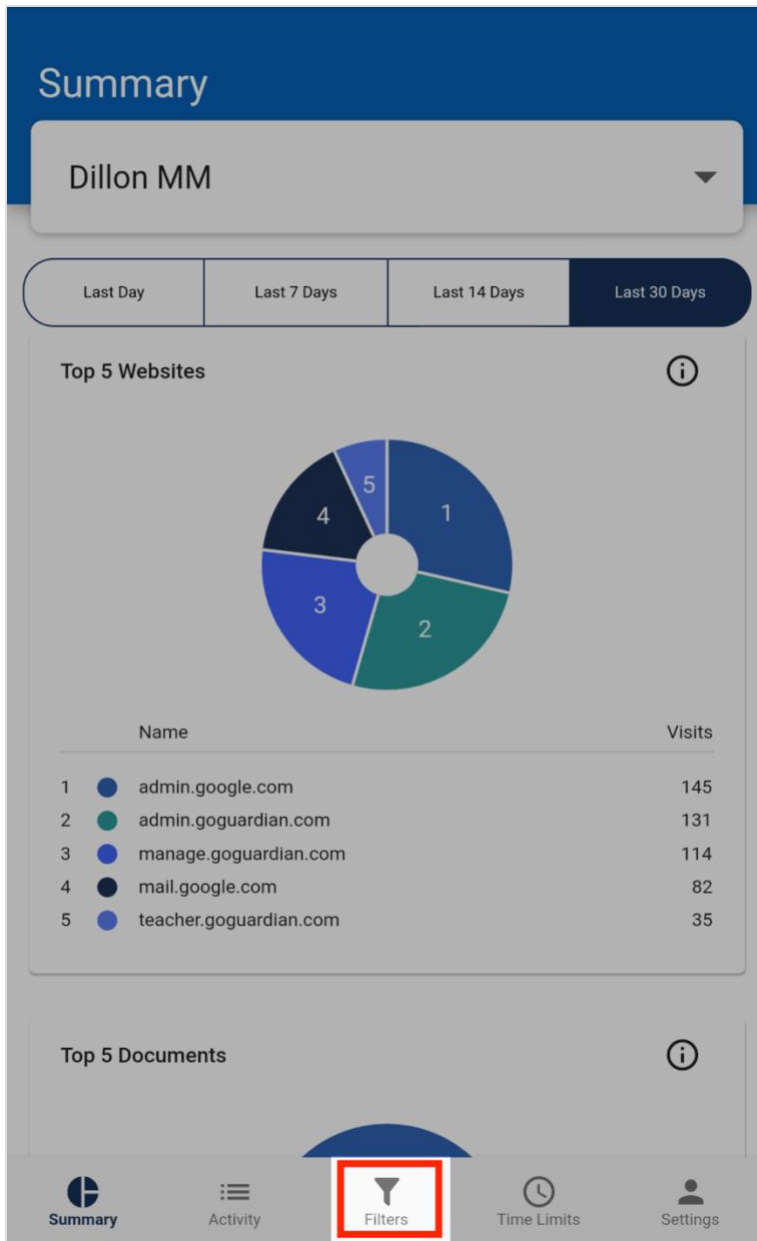 Summary
Dillon MM
Last Day Last 7 Days Last 14 Days Last 30 Days
Top 5 Websites
5
4 1
3
2
Name Visits
1 admin.google.com 145
2 admin.goguardian.com 131
3 manage.goguardian.com 114
4 mail.google.com 82
5 teacher.goguardian.com 35
Top 5 Documents
Summary Activity Filters Time Limits Settings